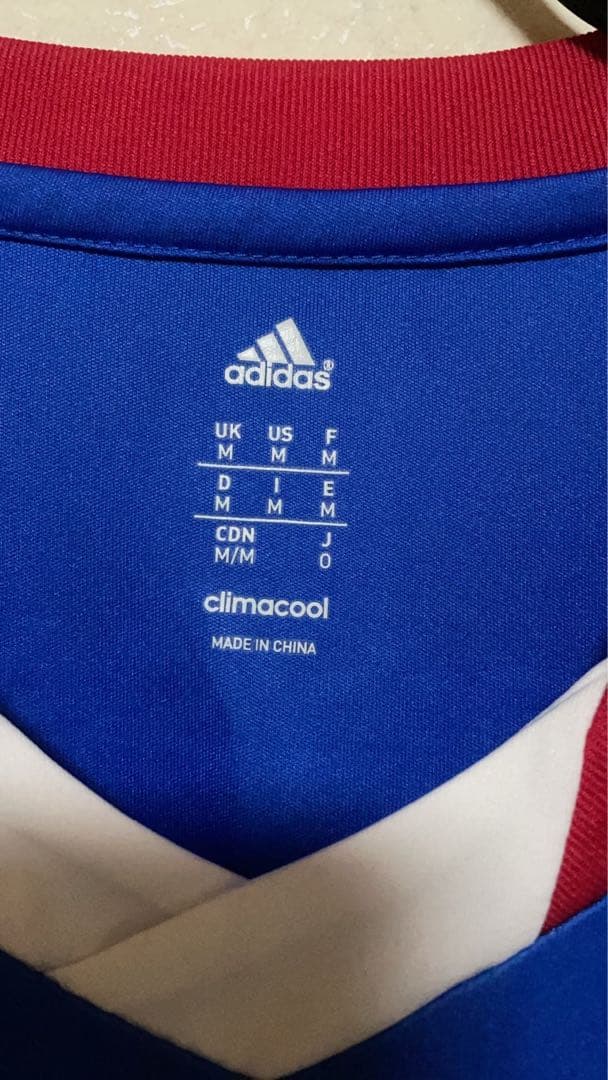 adidas®
UK US F
M M M
D I E
M M M
CDN J
M/M O
climacool
MADE IN CHINA